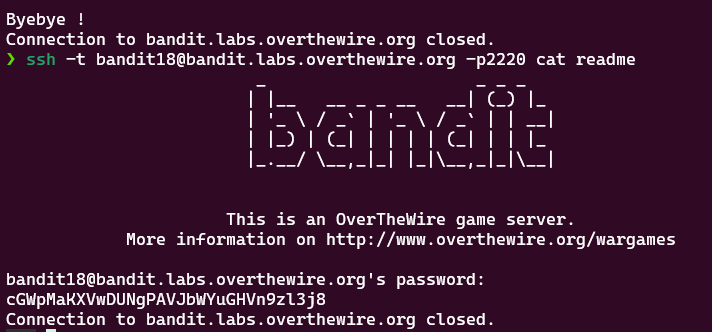 Byebye !
Connection to bandit.labs.overthewire.org closed.
❯ ssh -t bandit18@bandit.labs.overthewire.org -p2220 cat readme
bandit
This is an OverTheWire game server.
More information on http://www.overthewire.org/wargames
bandit18@bandit.labs.overthewire.org's password:
cGWpMaKXVwDUNgPAVJbWYuGHVn9zl3j8
Connection to bandit.labs.overthewire.org closed.